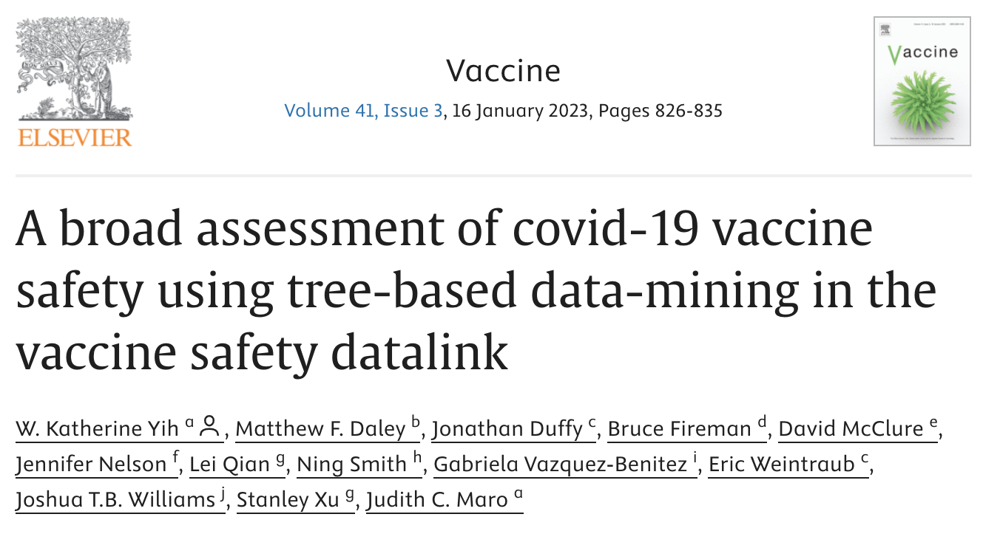 Vaccine
Volume 41, Issue 3, 16 January 2023, Pages 826-835
ELSEVIER
Vaccine
A broad assessment of covid-19 vaccine
safety using tree-based data-mining in the
vaccine safety datalink
W. Katherine Yih a, Matthew F. Daley b, Jonathan Duffy c, Bruce Fireman d, David McClure e,
Jennifer Nelson f, Lei Qian g, Ning Smith h, Gabriela Vazquez-Benitez i, Eric Weintraub c,
Joshua T.B. Williams j, Stanley Xu g, Judith C. Maro a